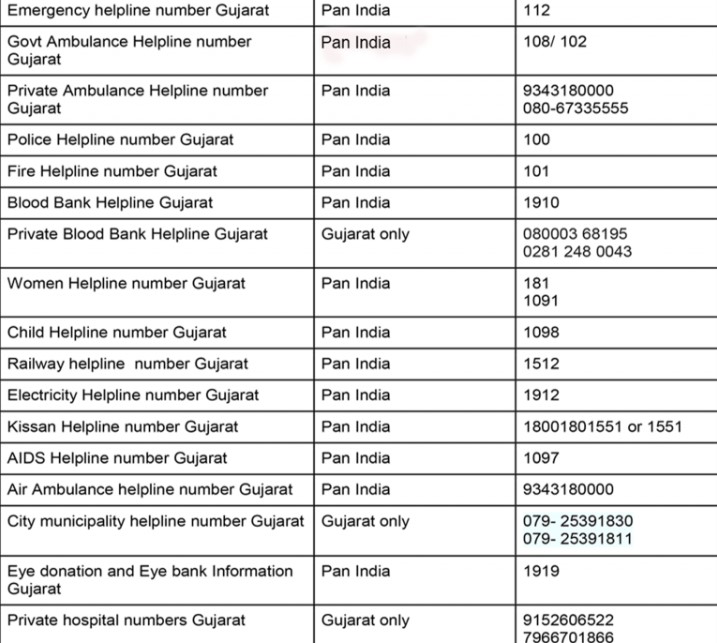 Emergency helpline number Gujarat Pan India 112
Govt Ambulance Helpline number Pan India 108/ 102
Gujarat
Private Ambulance Helpline number Pan India 9343180000
Gujarat 080-67335555
Police Helpline number Gujarat Pan India 100
Fire Helpline number Gujarat Pan India 101
Blood Bank Helpline Gujarat Pan India 1910
Private Blood Bank Helpline Gujarat Gujarat only 080003 68195
0281 248 0043
Women Helpline number Gujarat Pan India 181
1091
Child Helpline number Gujarat Pan India 1098
Railway helpline number Gujarat Pan India 1512
Electricity Helpline number Gujarat Pan India 1912
Kissan Helpline number Gujarat Pan India 18001801551 or 1551
AIDS Helpline number Gujarat Pan India 1097
Air Ambulance helpline number Gujarat Pan India 9343180000
City municipality helpline number Gujarat Gujarat only 079- 25391830
079- 25391811
Eye donation and Eye bank Information Pan India 1919
Gujarat
Private hospital numbers Gujarat Gujarat only 9152606522
7966701866